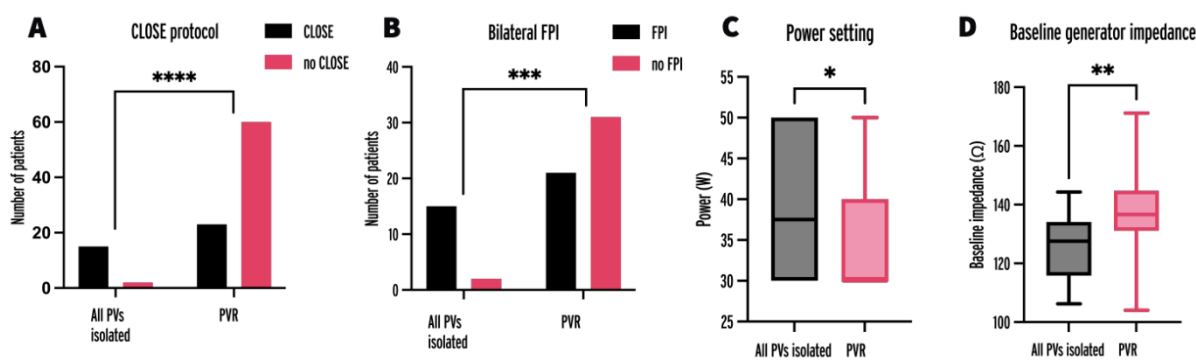 A
CLOSE protocol
CLOSE
no CLOSE
****
Number of patients
80
60
40
20
0
All PVs
isolated
PVR
B
Bilateral FPI
FPI
no FPI
***
Number of patients
40
30
20
10
0
All PVs
isolated
PVR
C
Power setting
*
Power (W)
55
50
45
40
35
30
25
All PVs isolated
PVR
D
Baseline generator impedance
**
Baseline impedance (Ω)
180
160
140
120
100
All PVs isolated
PVR